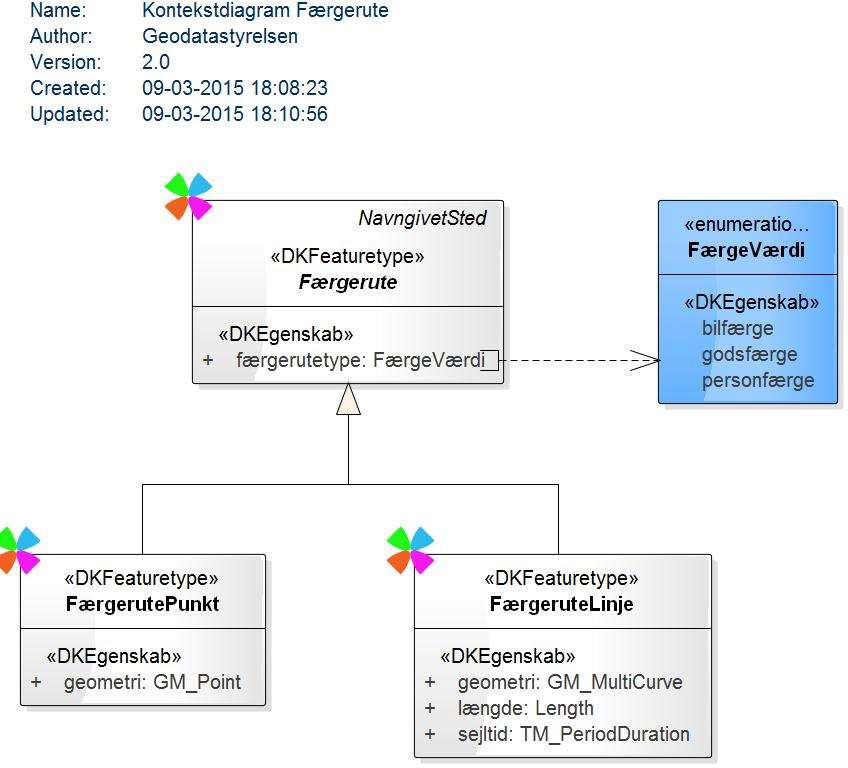 Name: Kontekstdiagram Færgerute
Author: Geodatastyrelsen
Version: 2.0
Created: 09-03-2015 18:08:23
Updated: 09-03-2015 18:10:56
NavngivetSted
«DKFeaturetype»
Færgerute
«DKEgenskab»
+ færgerutetype: FærgeVærdi
«enumeratio...
FærgeVærdi
«DKEgenskab»
bilfærge
godsfærge
personfærge
«DKFeaturetype»
FærgerutePunkt
«DKEgenskab»
+ geometri: GM_Point
«DKFeaturetype»
FærgeruteLinje
«DKEgenskab»
+ geometri: GM_MultiCurve
+ længde: Length
+ sejltid: TM_PeriodDuration